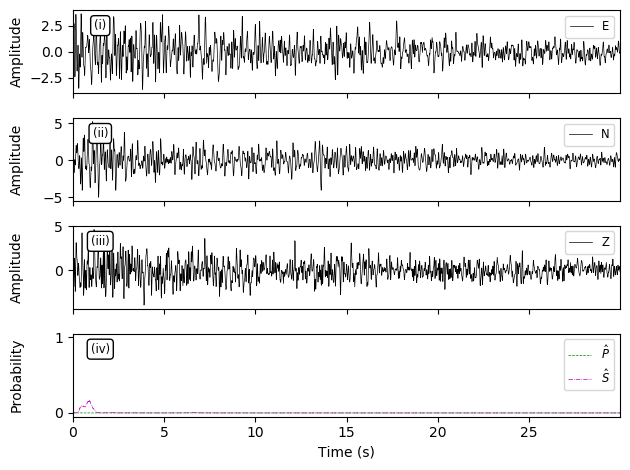 Amplitude
2.5
0.0
−2.5
(i)
E
Amplitude
5
0
−5
(ii)
N
Amplitude
5
0
(iii)
Z
Probability
1
0
(iv)
P̂
Ŝ
0 5 10 15 20 25
Time (s)